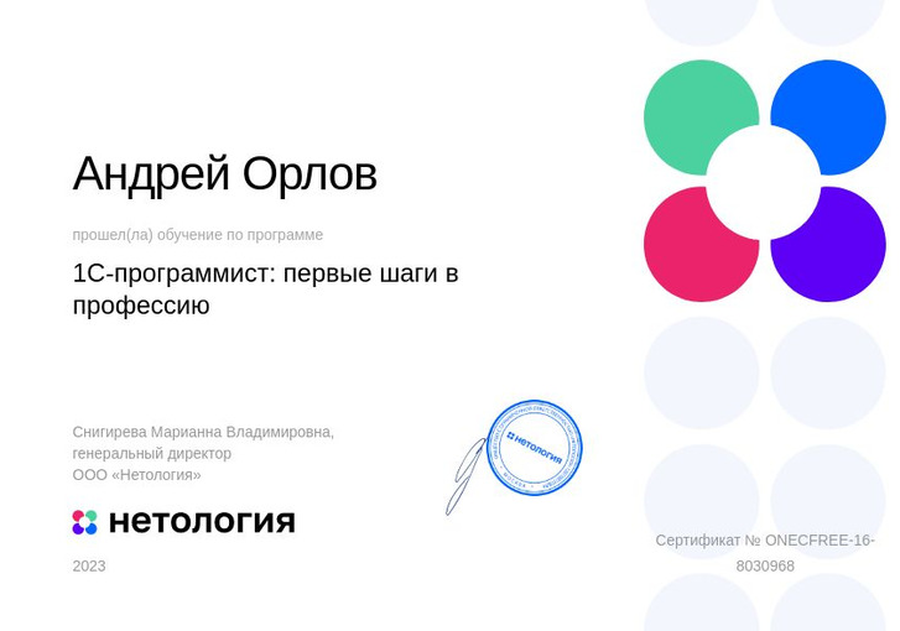 Андрей Орлов
прошел(ла) обучение по программе
1С-программист: первые шаги в
профессию
Снигирева Марианна Владимировна,
генеральный директор
ООО «Нетология»
нетология
2023
нетология
МОСКВА
Сертификат № ONECFREE-16-
8030968